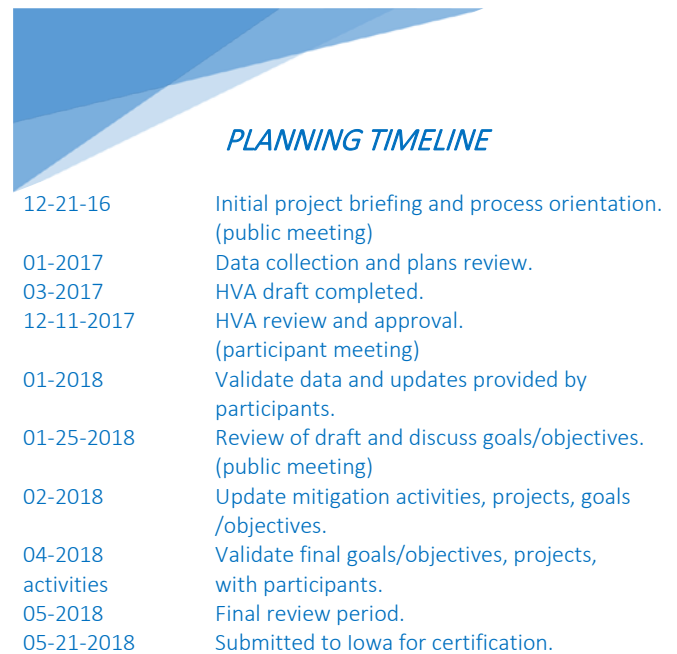 PLANNING TIMELINE
12-21-16 Initial project briefing and process orientation.
(public meeting)
01-2017 Data collection and plans review.
03-2017 HVA draft completed.
12-11-2017 HVA review and approval.
(participant meeting)
01-2018 Validate data and updates provided by
participants.
01-25-2018 Review of draft and discuss goals/objectives.
(public meeting)
02-2018 Update mitigation activities, projects, goals
/objectives.
04-2018 Validate final goals/objectives, projects,
activities with participants.
05-2018 Final review period.
05-21-2018 Submitted to Iowa for certification.